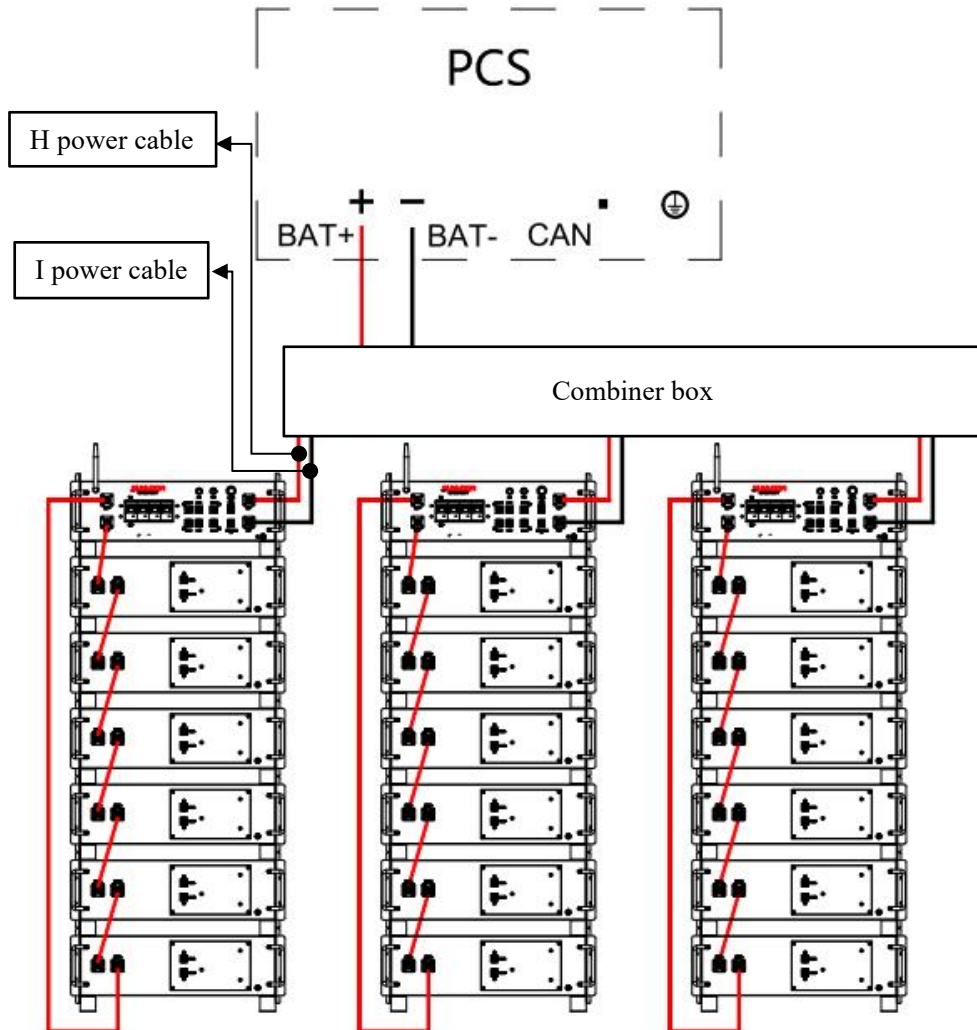 PCS
H power cable
+ −
BAT+ BAT- CAN
I power cable
Combiner box